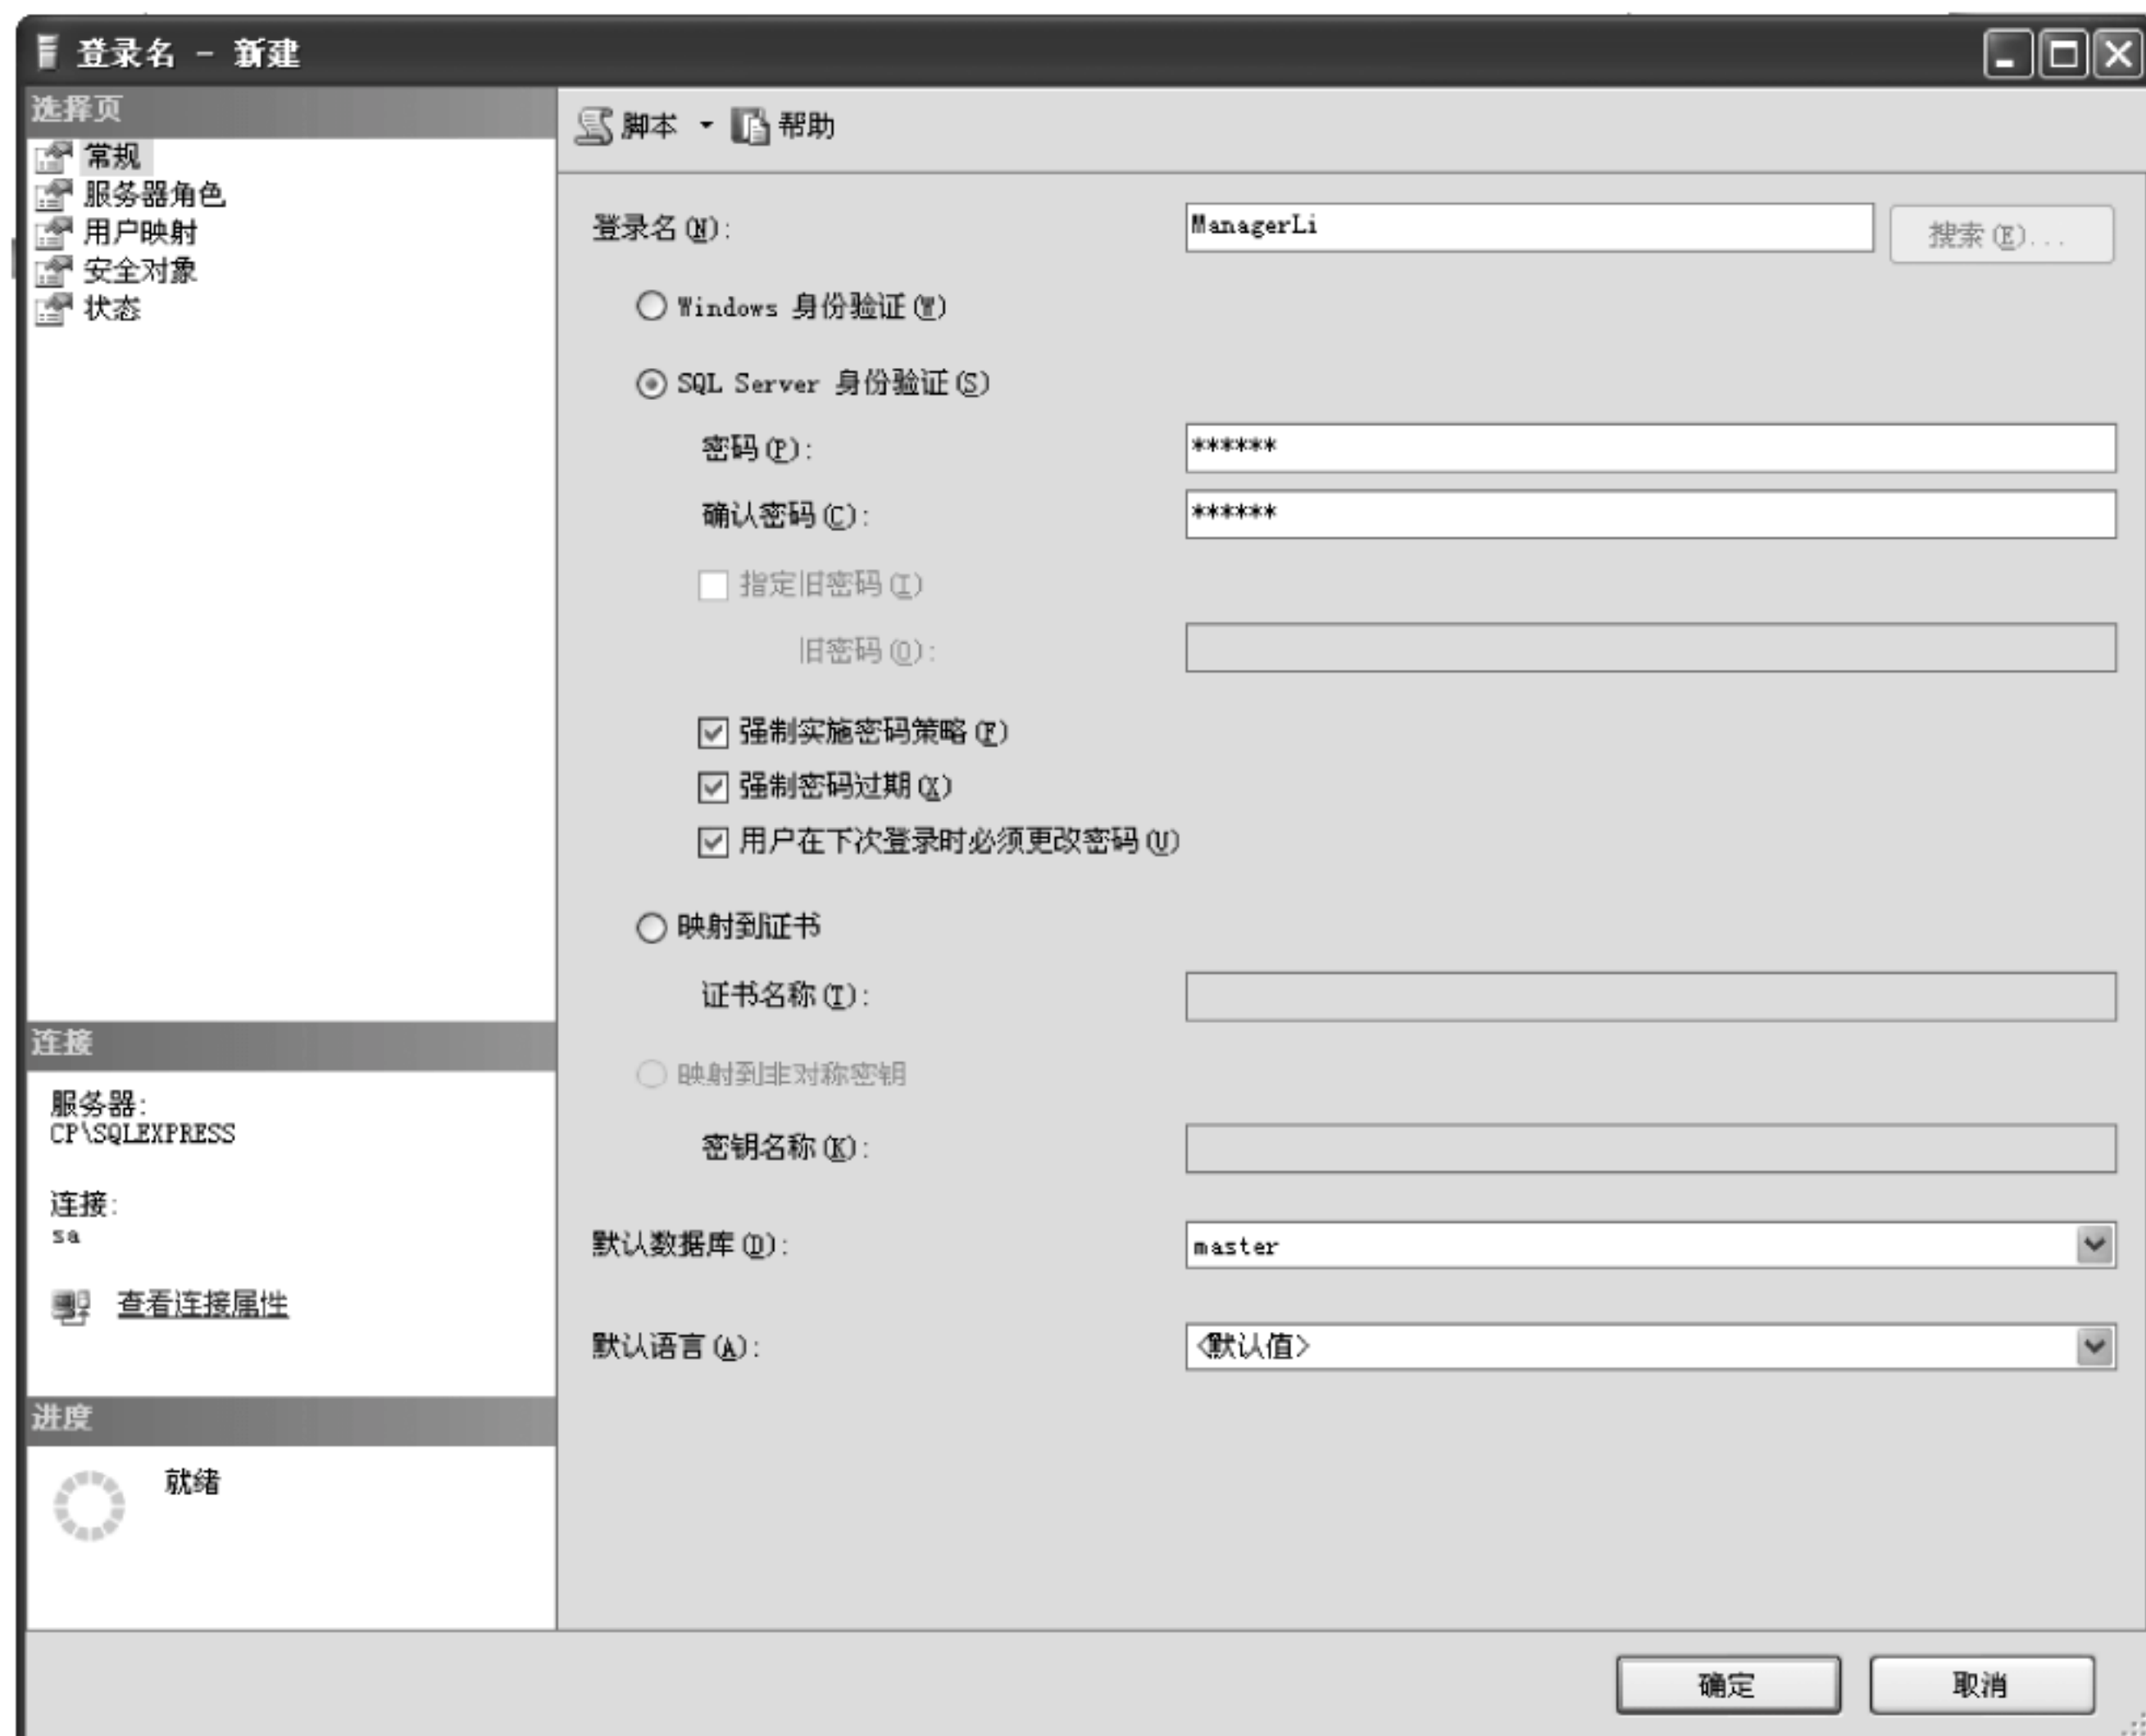 登录名 - 新建
选择页
常规
服务器角色
用户映射
安全对象
状态
连接
服务器:
CP\SQLEXPRESS
连接:
sa
查看连接属性
进度
就绪
脚本 帮助
登录名(N): ManagerLi 搜索(E)...
Windows 身份验证(W)
SQL Server 身份验证(S)
密码(P): ******
确认密码(C): ******
指定旧密码(I)
旧密码(O):
强制实施密码策略(F)
强制密码过期(X)
用户在下次登录时必须更改密码(U)
映射到证书
证书名称(T):
映射到非对称密钥
密钥名称(K):
默认数据库(D): master
默认语言(A): <默认值>
确定 取消